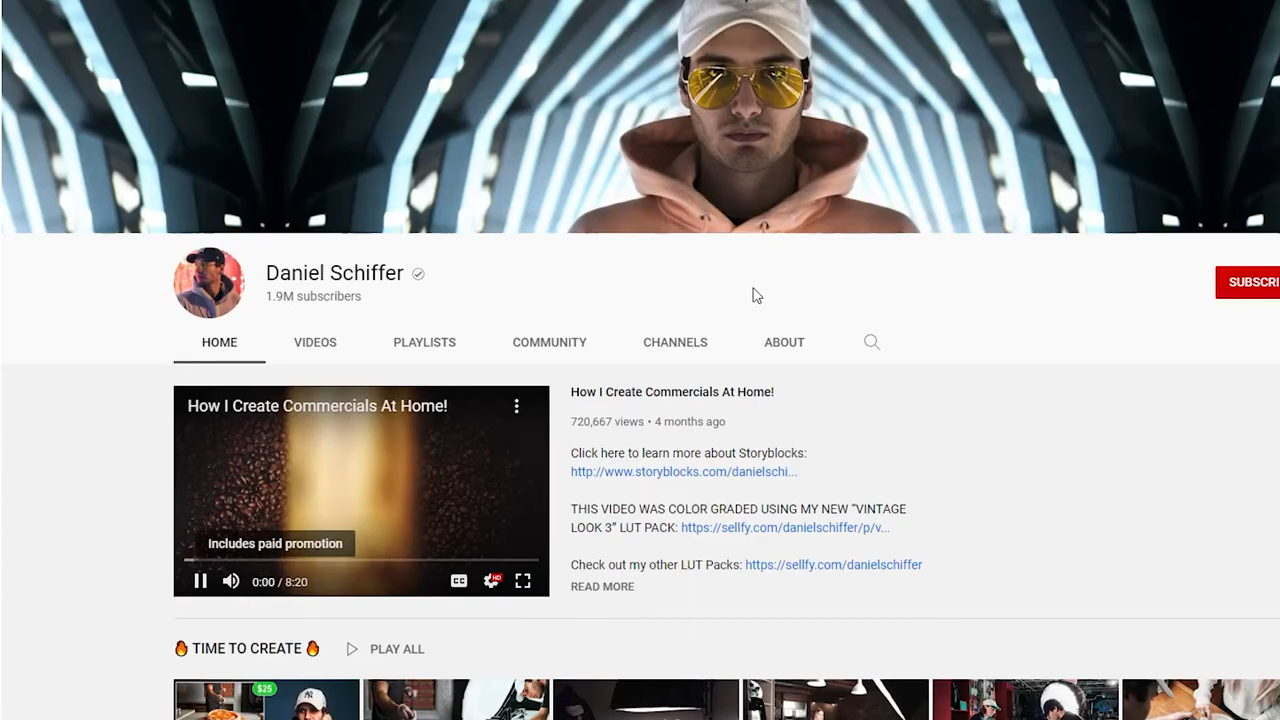 Daniel Schiffer
1.9M subscribers
SUBSCRI
HOME
VIDEOS
PLAYLISTS
COMMUNITY
CHANNELS
ABOUT
How I Create Commercials At Home!
Includes paid promotion
0:00 / 8:20
CC
HD
How I Create Commercials At Home!
720,667 views • 4 months ago
Click here to learn more about Storyblocks:
http://www.storyblocks.com/danielschi...
THIS VIDEO WAS COLOR GRADED USING MY NEW “VINTAGE
LOOK 3” LUT PACK: https://sellfy.com/danielschiffer/p/v...
Check out my other LUT Packs: https://sellfy.com/danielschiffer
READ MORE
🔥 TIME TO CREATE 🔥
PLAY ALL
$25